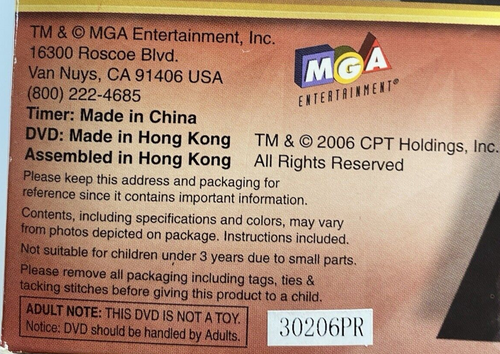 TM & © MGA Entertainment, Inc.
16300 Roscoe Blvd.
Van Nuys, CA 91406 USA
(800) 222-4685
Timer: Made in China
DVD: Made in Hong Kong
Assembled in Hong Kong
MGA
ENTERTAINMENT®
TM & © 2006 CPT Holdings, Inc.
All Rights Reserved
Please keep this address and packaging for
reference since it contains important information.
Contents, including specifications and colors, may vary
from photos depicted on package. Instructions included.
Not suitable for children under 3 years due to small parts.
Please remove all packaging including tags, ties &
tacking stitches before giving this product to a child.
ADULT NOTE: THIS DVD IS NOT A TOY.
Notice: DVD should be handled by Adults.
30206PR